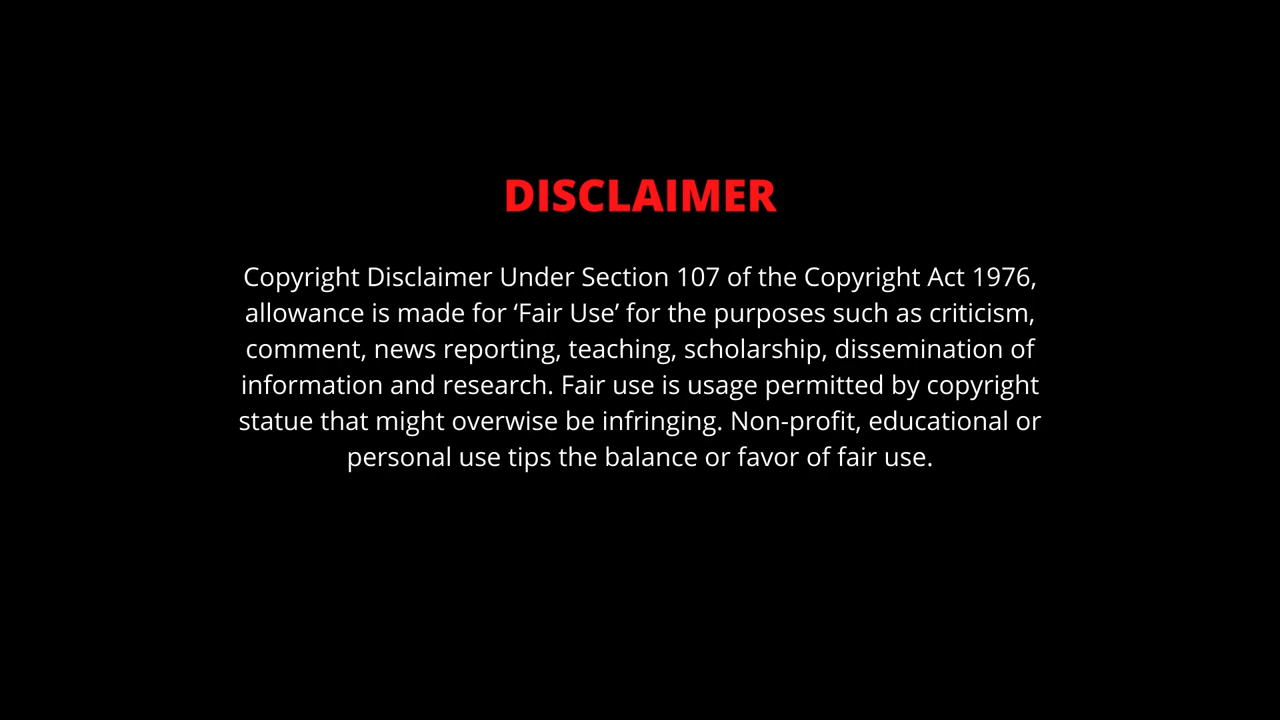 DISCLAIMER
Copyright Disclaimer Under Section 107 of the Copyright Act 1976,
allowance is made for ‘Fair Use’ for the purposes such as criticism,
comment, news reporting, teaching, scholarship, dissemination of
information and research. Fair use is usage permitted by copyright
statue that might overwise be infringing. Non-profit, educational or
personal use tips the balance or favor of fair use.